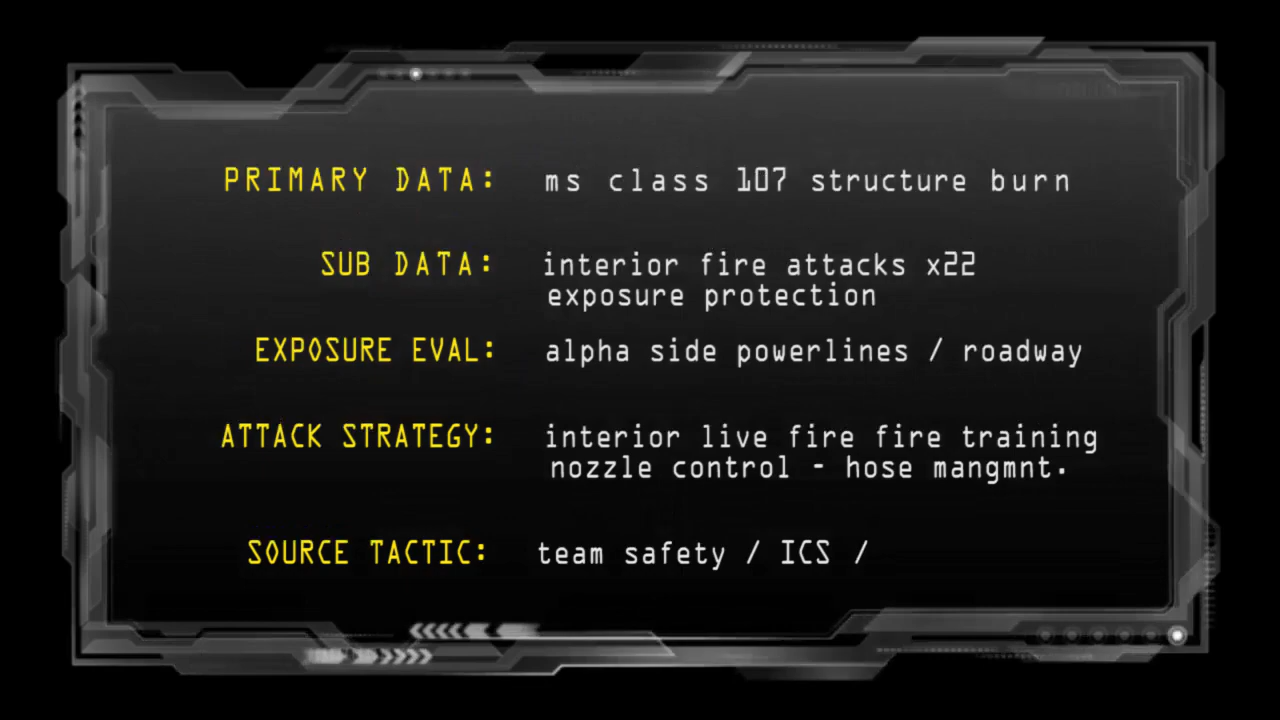 PRIMARY DATA: ms class 107 structure burn
SUB DATA: interior fire attacks x22
exposure protection
EXPOSURE EVAL: alpha side powerlines / roadway
ATTACK STRATEGY: interior live fire fire training
nozzle control - hose mangmnt.
SOURCE TACTIC: team safety / ICS /